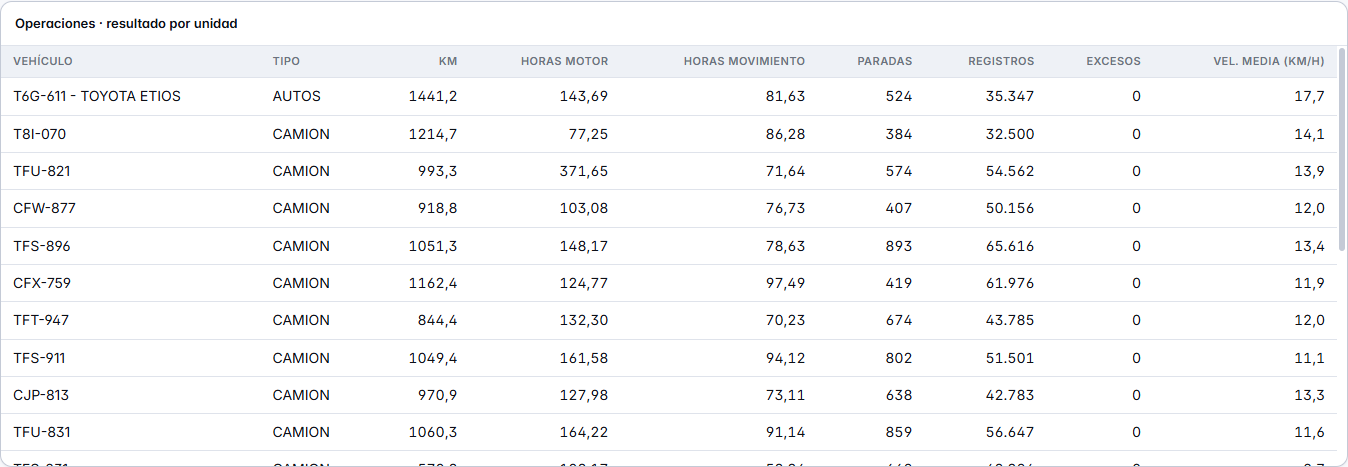 Operaciones · resultado por unidad
VEHÍCULO TIPO KM HORAS MOTOR HORAS MOVIMIENTO PARADAS REGISTROS EXCESOS VEL. MEDIA (KM/H)
T6G-611 - TOYOTA ETIOS AUTOS 1441,2 143,69 81,63 524 35.347 0 17,7
T8I-070 CAMION 1214,7 77,25 86,28 384 32.500 0 14,1
TFU-821 CAMION 993,3 371,65 71,64 574 54.562 0 13,9
CFW-877 CAMION 918,8 103,08 76,73 407 50.156 0 12,0
TFS-896 CAMION 1051,3 148,17 78,63 893 65.616 0 13,4
CFX-759 CAMION 1162,4 124,77 97,49 419 61.976 0 11,9
TFT-947 CAMION 844,4 132,30 70,23 674 43.785 0 12,0
TFS-911 CAMION 1049,4 161,58 94,12 802 51.501 0 11,1
CJP-813 CAMION 970,9 127,98 73,11 638 42.783 0 13,3
TFU-831 CAMION 1060,3 164,22 91,14 859 56.647 0 11,6